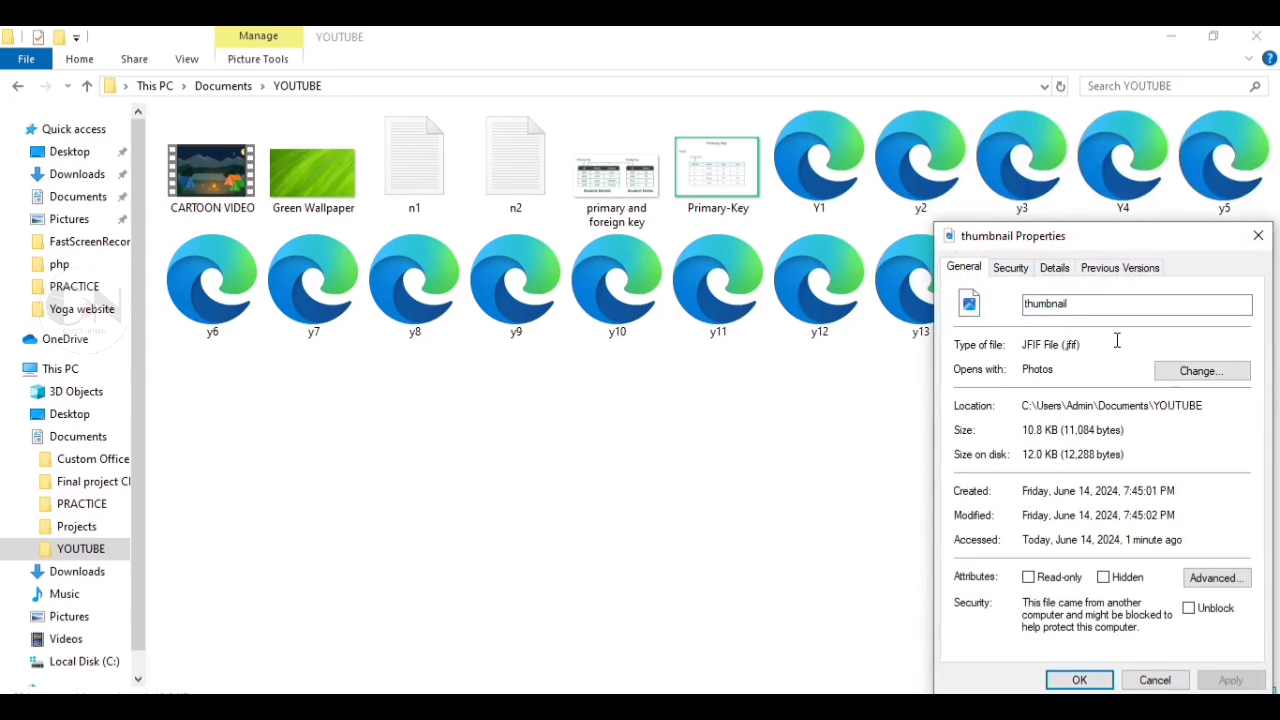 Manage
YOUTUBE
File
Home
Share
View
Picture Tools
This PC
Documents
YOUTUBE
Search YOUTUBE
Quick access
Desktop
Downloads
Documents
Pictures
FastScreenRecor
php
PRACTICE
Yoga website
OneDrive
This PC
3D Objects
Desktop
Documents
Custom Office
Final project Cl
PRACTICE
Projects
YOUTUBE
Downloads
Music
Pictures
Videos
Local Disk (C:)
CARTOON VIDEO
Green Wallpaper
n1
n2
primary and
foreign key
Primary-Key
Y1
y2
y3
Y4
y5
y6
y7
y8
y9
y10
y11
y12
y13
thumbnail Properties
General
Security
Details
Previous Versions
thumbnail
Type of file: JFIF File (.jfif)
Opens with: Photos
Change...
Location: C:\Users\Admin\Documents\YOUTUBE
Size: 10.8 KB (11,084 bytes)
Size on disk: 12.0 KB (12,288 bytes)
Created: Friday, June 14, 2024, 7:45:01 PM
Modified: Friday, June 14, 2024, 7:45:02 PM
Accessed: Today, June 14, 2024, 1 minute ago
Attributes: Read-only Hidden
Advanced...
Security: This file came from another
computer and might be blocked to
help protect this computer.
Unblock
OK
Cancel
Apply